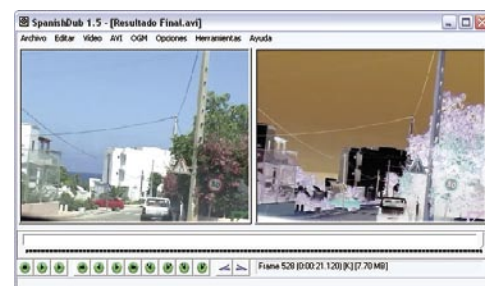 SpanishDub 1.5 - [Resultado Final.avi]
Archivo Editar Video AVI OGM Opciones Herramientas Ayuda
Frame 528 (0:00:21.120) [K] [7.70 MB]